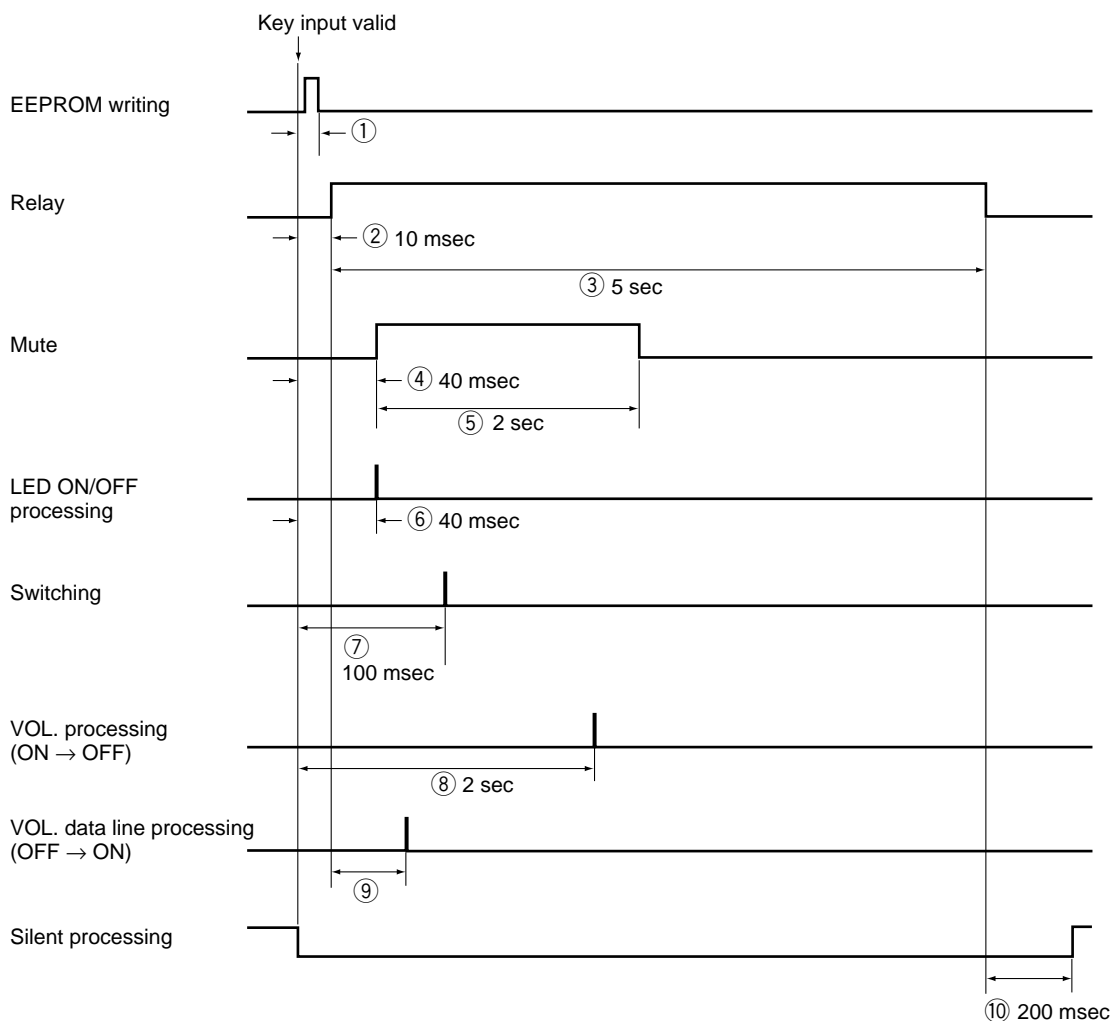 Key input valid
EEPROM writing
①
Relay
② 10 msec
③ 5 sec
Mute
④ 40 msec
⑤ 2 sec
LED ON/OFF
processing
⑥ 40 msec
Switching
⑦
100 msec
VOL. processing
(ON → OFF)
⑧ 2 sec
VOL. data line processing
(OFF → ON)
⑨
Silent processing
⑩ 200 msec